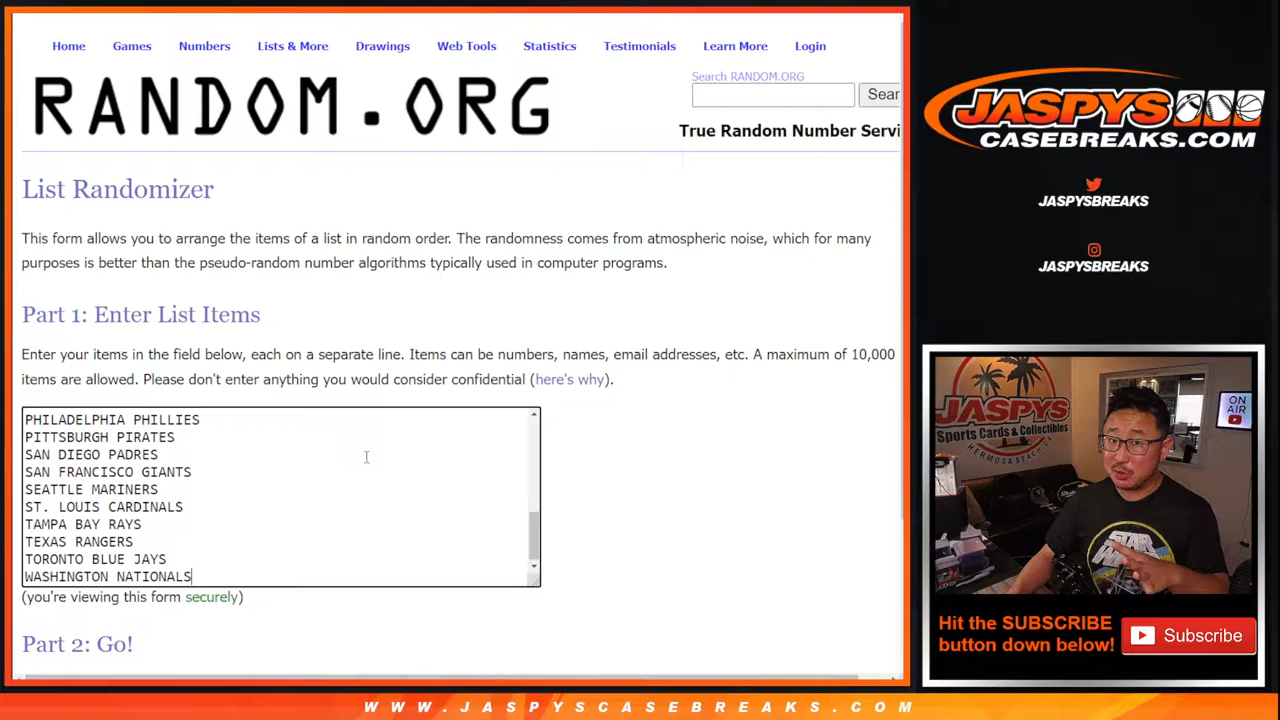 Home Games Numbers Lists & More Drawings Web Tools Statistics Testimonials Learn More Login
RANDOM.ORG
Search RANDOM.ORG
Sear
True Random Number Servi
List Randomizer
This form allows you to arrange the items of a list in random order. The randomness comes from atmospheric noise, which for many
purposes is better than the pseudo-random number algorithms typically used in computer programs.
Part 1: Enter List Items
Enter your items in the field below, each on a separate line. Items can be numbers, names, email addresses, etc. A maximum of 10,000
items are allowed. Please don't enter anything you would consider confidential (here's why).
PHILADELPHIA PHILLIES
PITTSBURGH PIRATES
SAN DIEGO PADRES
SAN FRANCISCO GIANTS
SEATTLE MARINERS
ST. LOUIS CARDINALS
TAMPA BAY RAYS
TEXAS RANGERS
TORONTO BLUE JAYS
WASHINGTON NATIONALS
(you're viewing this form securely)
Part 2: Go!
JASPYS
CASEBREAKS.COM
JASPYSBREAKS
JASPYSBREAKS
JASPYS
Sports Cards & Collectibles
HERMOSA BEACH, CA
ON
AIR
STAR
WARS
Hit the SUBSCRIBE
button down below!
Subscribe
WWW.JASPYSCASEBREAKS.COM